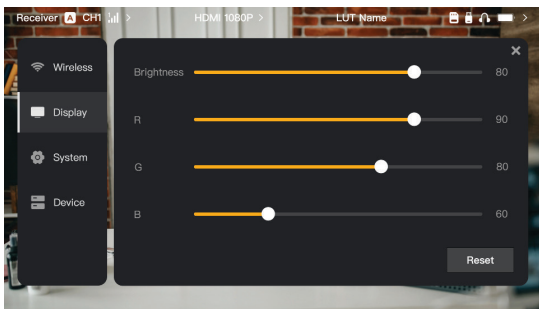 Receiver A CH1 > HDMI 1080P > LUT Name >
Wireless
Display
System
Device
Brightness 80
R 90
G 80
B 60
Reset